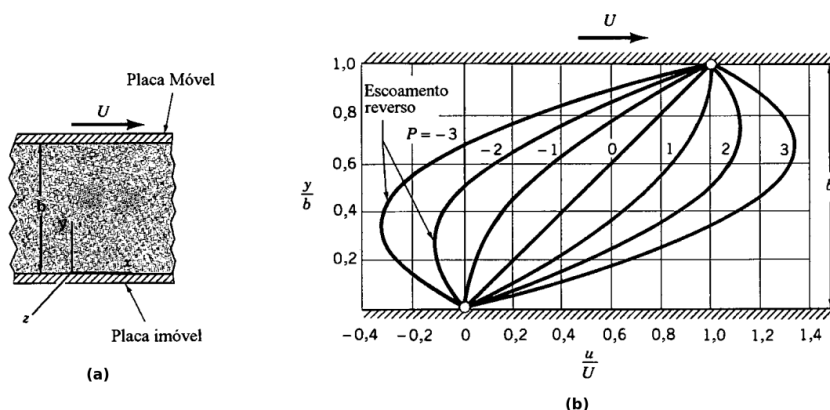 Placa Móvel
U
b
y
x
z
Placa imóvel
(a)
U
1,0
0,8
0,6
0,4
0,2
y
b
Escoamento
reverso
P = −3
−2
−1
0
1
2
3
−0,4
−0,2
0
0,2
0,4
0,6
0,8
1,0
1,2
1,4
u
U
(b)